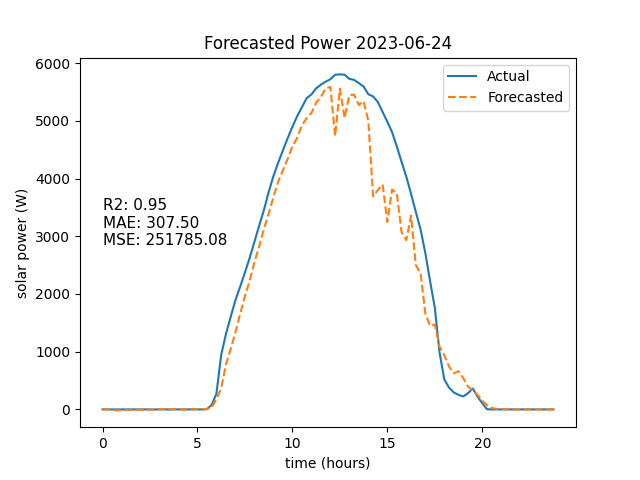 Forecasted Power 2023-06-24
Actual
Forecasted
R2: 0.95
MAE: 307.50
MSE: 251785.08
solar power (W)
6000
5000
4000
3000
2000
1000
0
0 5 10 15 20
time (hours)